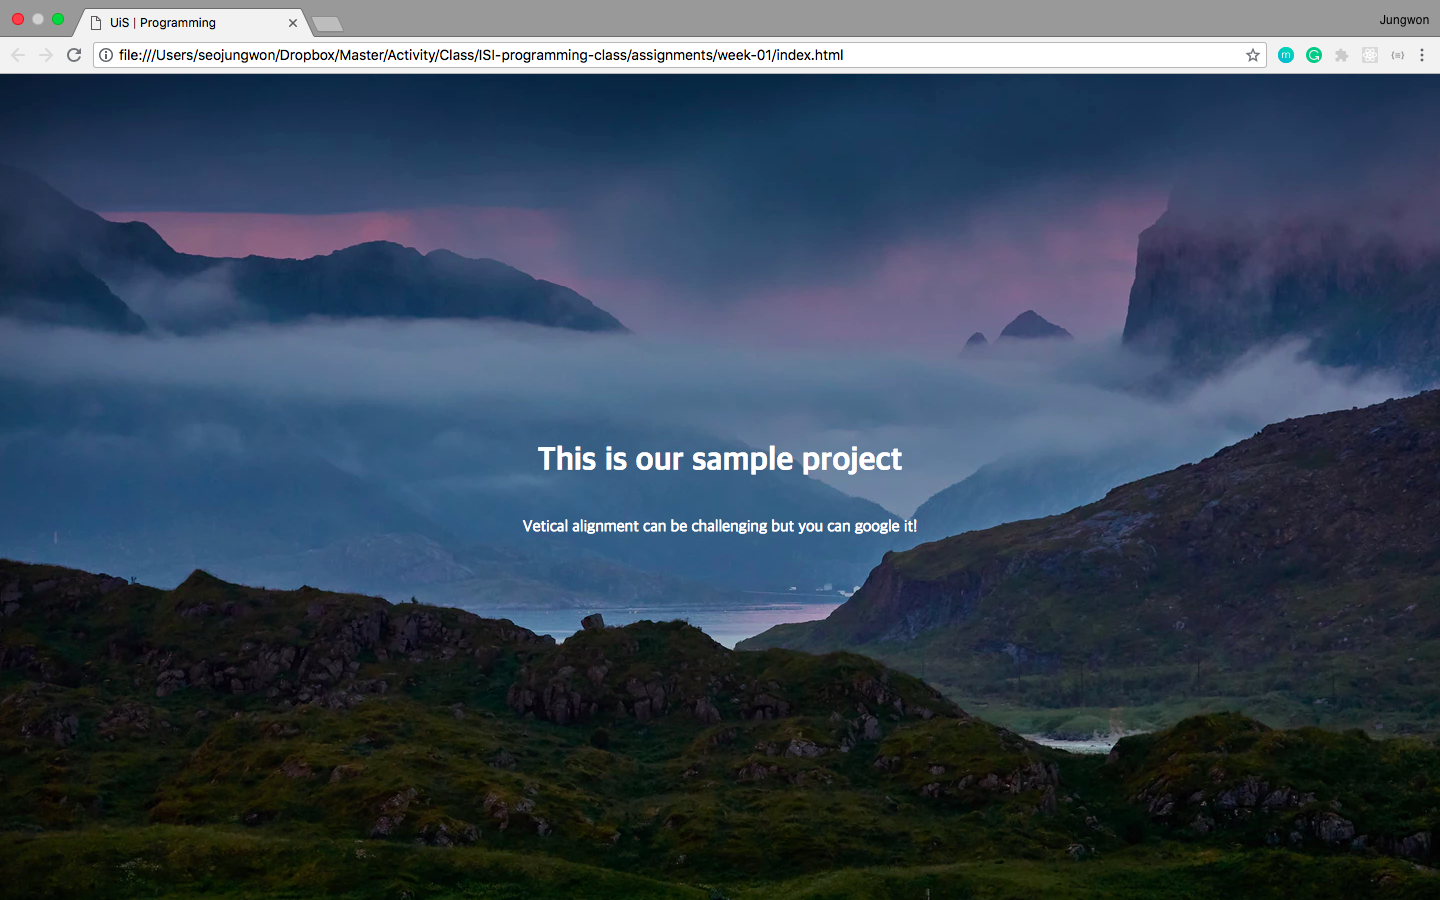 UiS | Programming
Jungwon
file:///Users/seojungwon/Dropbox/Master/Activity/Class/ISI-programming-class/assignments/week-01/index.html
This is our sample project
Vetical alignment can be challenging but you can google it!